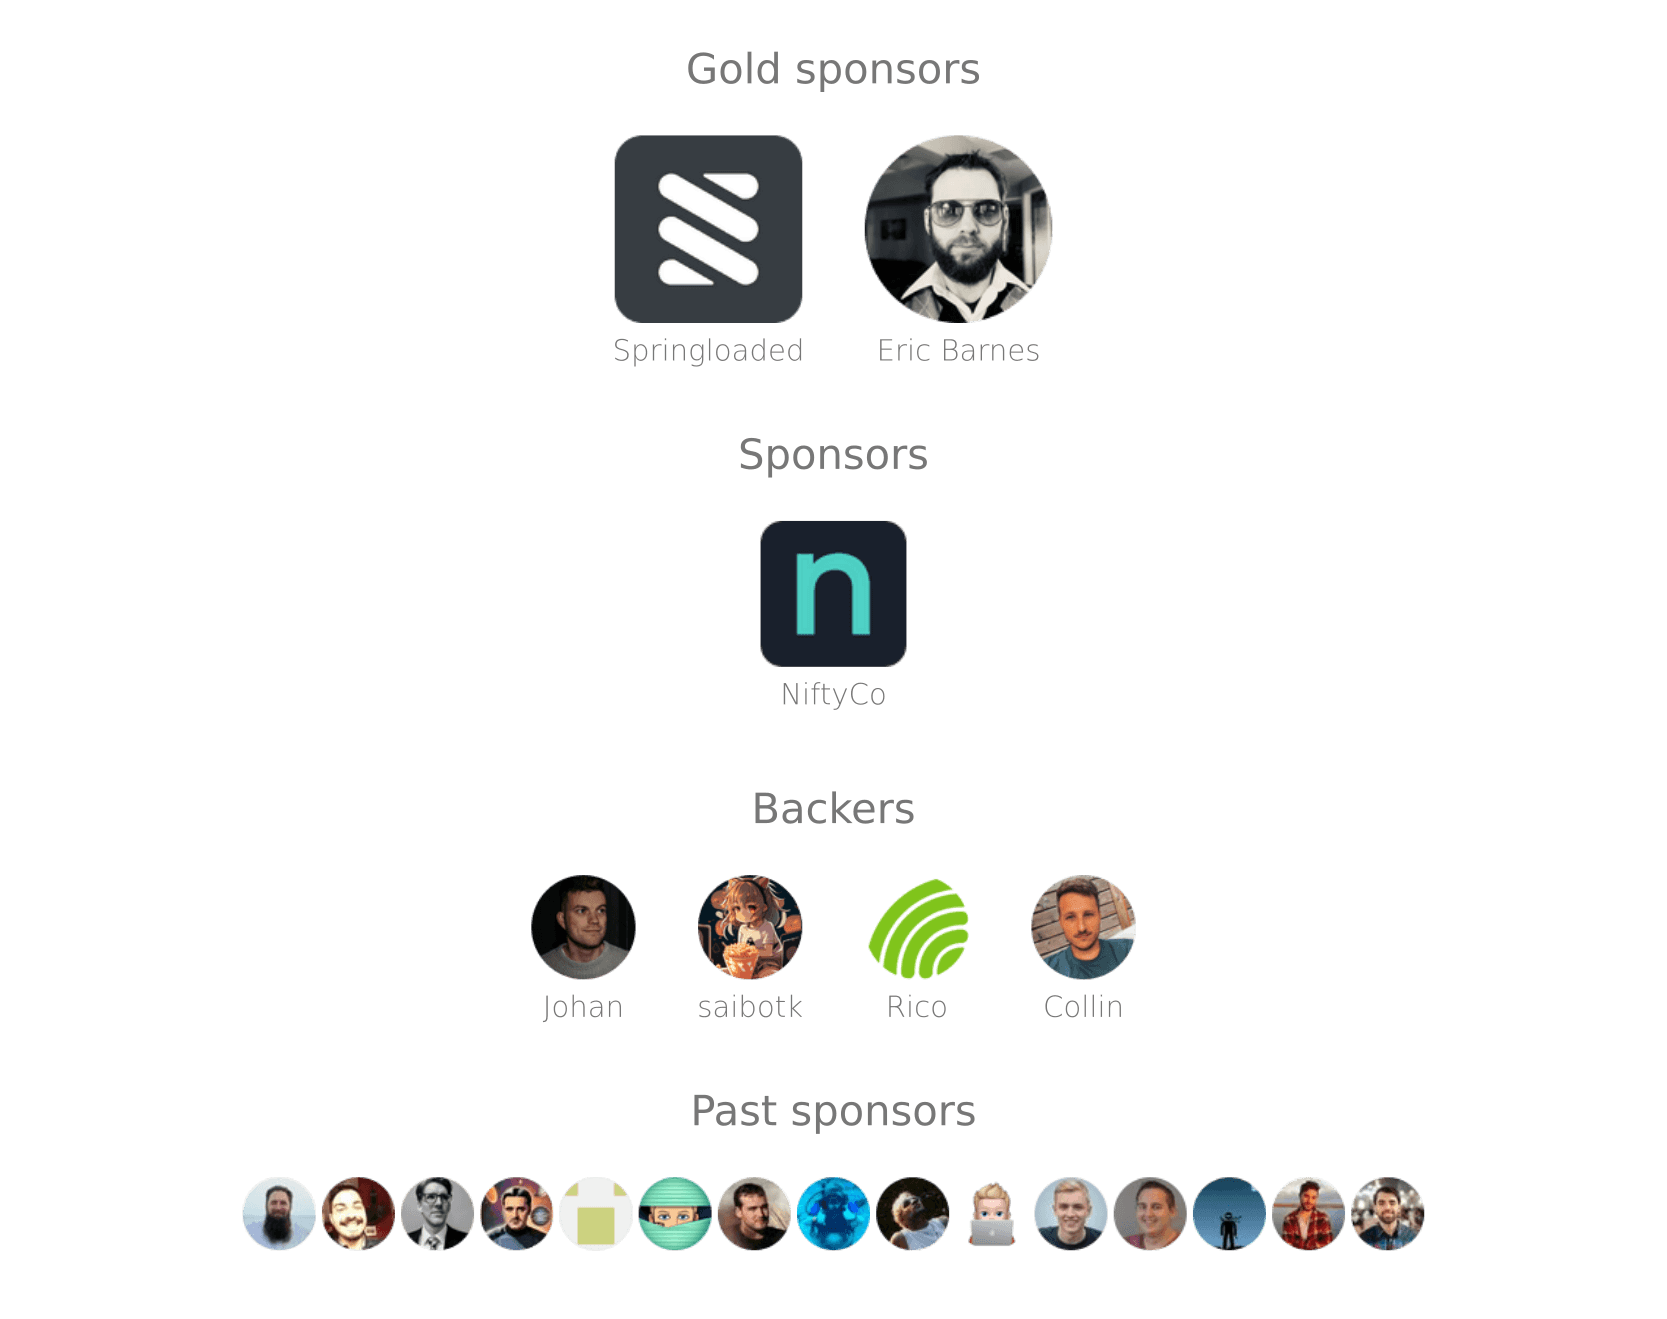 Gold sponsors
Springloaded
Eric Barnes
Sponsors
n
NiftyCo
Backers
Johan
saibotk
Rico
Collin
Past sponsors